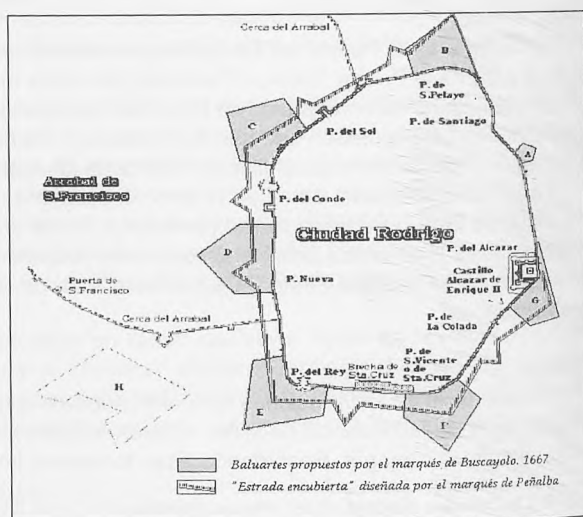 Cerca del Arrabal
B
P. de
S.Pelaye
P. de Santiago
C
P. del Sol
A
Arrabal de
S.Francisco
P. del Conde
Ciudad Rodrigo
P. del Alcazar
D
Castillo
Alcazar de
Enrique II
Puerta de
S.Francisco
P. Nueva
G
Cerca del Arrabal
P. de
La Colada
P. de
S.Vicente
o de
Sta.Cruz
H
P. del Rey
Brecha de
Sta.Cruz
E
F
Baluartes propuestos por el marqués de Buscayolo. 1667
"Estrada encubierta" diseñada por el marqués de Peñalba